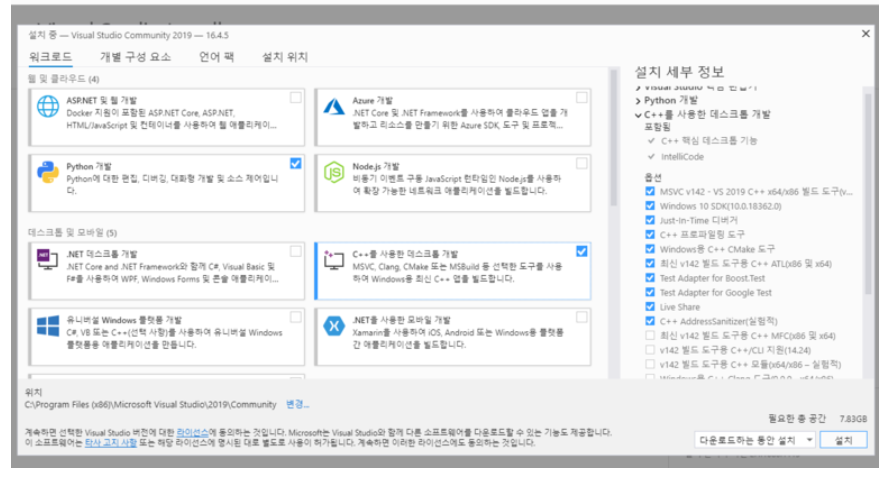 설치 중 — Visual Studio Community 2019 — 16.4.5
워크로드 개별 구성 요소 언어 팩 설치 위치
웹 및 클라우드 (4)
ASP.NET 및 웹 개발
Docker 지원이 포함된 ASP.NET Core, ASP.NET,
HTML/JavaScript 및 컨테이너를 사용하여 웹 애플리케이...
Azure 개발
.NET Core 및 .NET Framework를 사용하여 클라우드 앱을 개
발하고 리소스를 만들기 위한 Azure SDK, 도구 및 프로젝...
Python 개발
Python에 대한 편집, 디버깅, 대화형 개발 및 소스 제어입니
다.
Node.js 개발
비동기 이벤트 구동 JavaScript 런타임인 Node.js를 사용하
여 확장 가능한 네트워크 애플리케이션을 빌드합니다.
데스크톱 및 모바일 (5)
.NET 데스크톱 개발
.NET Core and .NET Framework와 함께 C#, Visual Basic 및
F#을 사용하여 WPF, Windows Forms 및 콘솔 애플리케이...
C++를 사용한 데스크톱 개발
MSVC, Clang, CMake 또는 MSBuild 등 선택한 도구를 사용
하여 Windows용 최신 C++ 앱을 빌드합니다.
유니버설 Windows 플랫폼 개발
C#, VB 또는 C++(선택 사항)를 사용하여 유니버설 Windows
플랫폼용 애플리케이션을 만듭니다.
.NET을 사용한 모바일 개발
Xamarin을 사용하여 iOS, Android 또는 Windows용 플랫폼
간 애플리케이션을 빌드합니다.
설치 세부 정보
Visual Studio 핵심 편집기
Python 개발
C++를 사용한 데스크톱 개발
포함됨
C++ 핵심 데스크톱 기능
IntelliCode
옵션
MSVC v142 - VS 2019 C++ x64/x86 빌드 도구(v...
Windows 10 SDK(10.0.18362.0)
Just-In-Time 디버거
C++ 프로파일링 도구
Windows용 C++ CMake 도구
최신 v142 빌드 도구용 C++ ATL(x86 및 x64)
Test Adapter for Boost.Test
Test Adapter for Google Test
Live Share
C++ AddressSanitizer(실험적)
최신 v142 빌드 도구용 C++ MFC(x86 및 x64)
v142 빌드 도구용 C++/CLI 지원(14.24)
v142 빌드 도구용 C++ 모듈(x64/x86 – 실험적)
위치
C:\Program Files (x86)\Microsoft Visual Studio\2019\Community 변경...
계속하면 선택한 Visual Studio 버전에 대한 라이선스에 동의하는 것입니다. Microsoft는 Visual Studio와 함께 다른 소프트웨어를 다운로드할 수 있는 기능도 제공합니다.
이 소프트웨어는 타사 고지 사항 또는 해당 라이선스에 명시된 대로 별도로 사용이 허가됩니다. 계속하면 이러한 라이선스에도 동의하는 것입니다.
필요한 총 공간 7.83GB
다운로드하는 동안 설치 설치